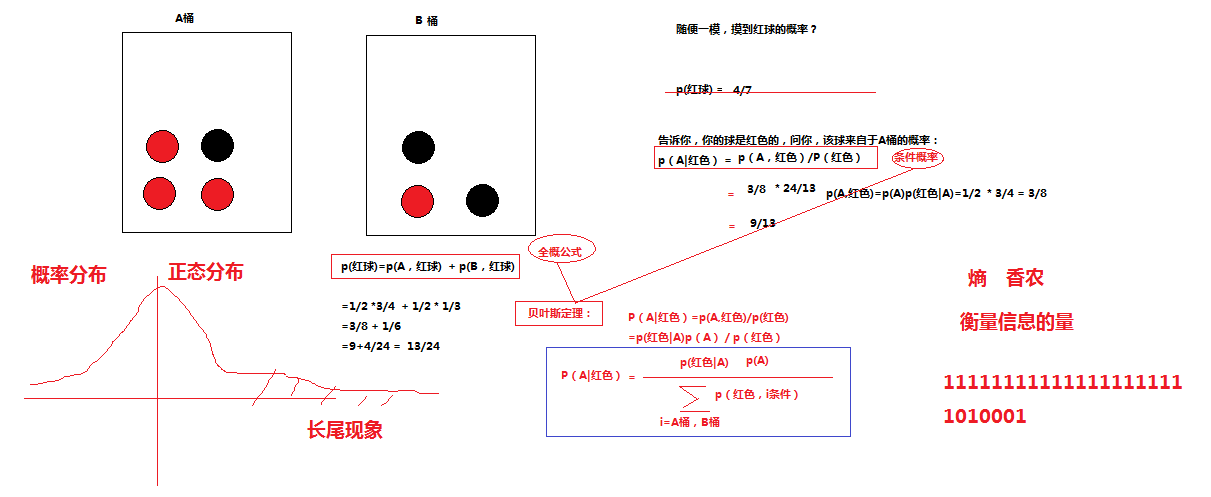 A桶
B 桶
随便一模，摸到红球的概率？
p(红球) = 4/7
告诉你，你的球是红色的，问你，该球来自于A桶的概率：
p（A|红色）= p（A，红色）/P（红色）
条件概率
= 3/8 * 24/13
p(A,红色)=p(A)p(红色|A)=1/2 * 3/4 = 3/8
= 9/13
全概公式
p(红球)=p(A，红球) + p(B，红球)
=1/2 *3/4 + 1/2 * 1/3
=3/8 + 1/6
=9+4/24 = 13/24
贝叶斯定理：
P（A|红色）=p(A,红色)/p(红色)
=p(红色|A)p（A）/ p（红色）
P（A|红色）=
p(红色|A) p(A)
p（红色，i条件）
i=A桶，B桶
概率分布
正态分布
长尾现象
熵 香农
衡量信息的量
11111111111111111111
1010001